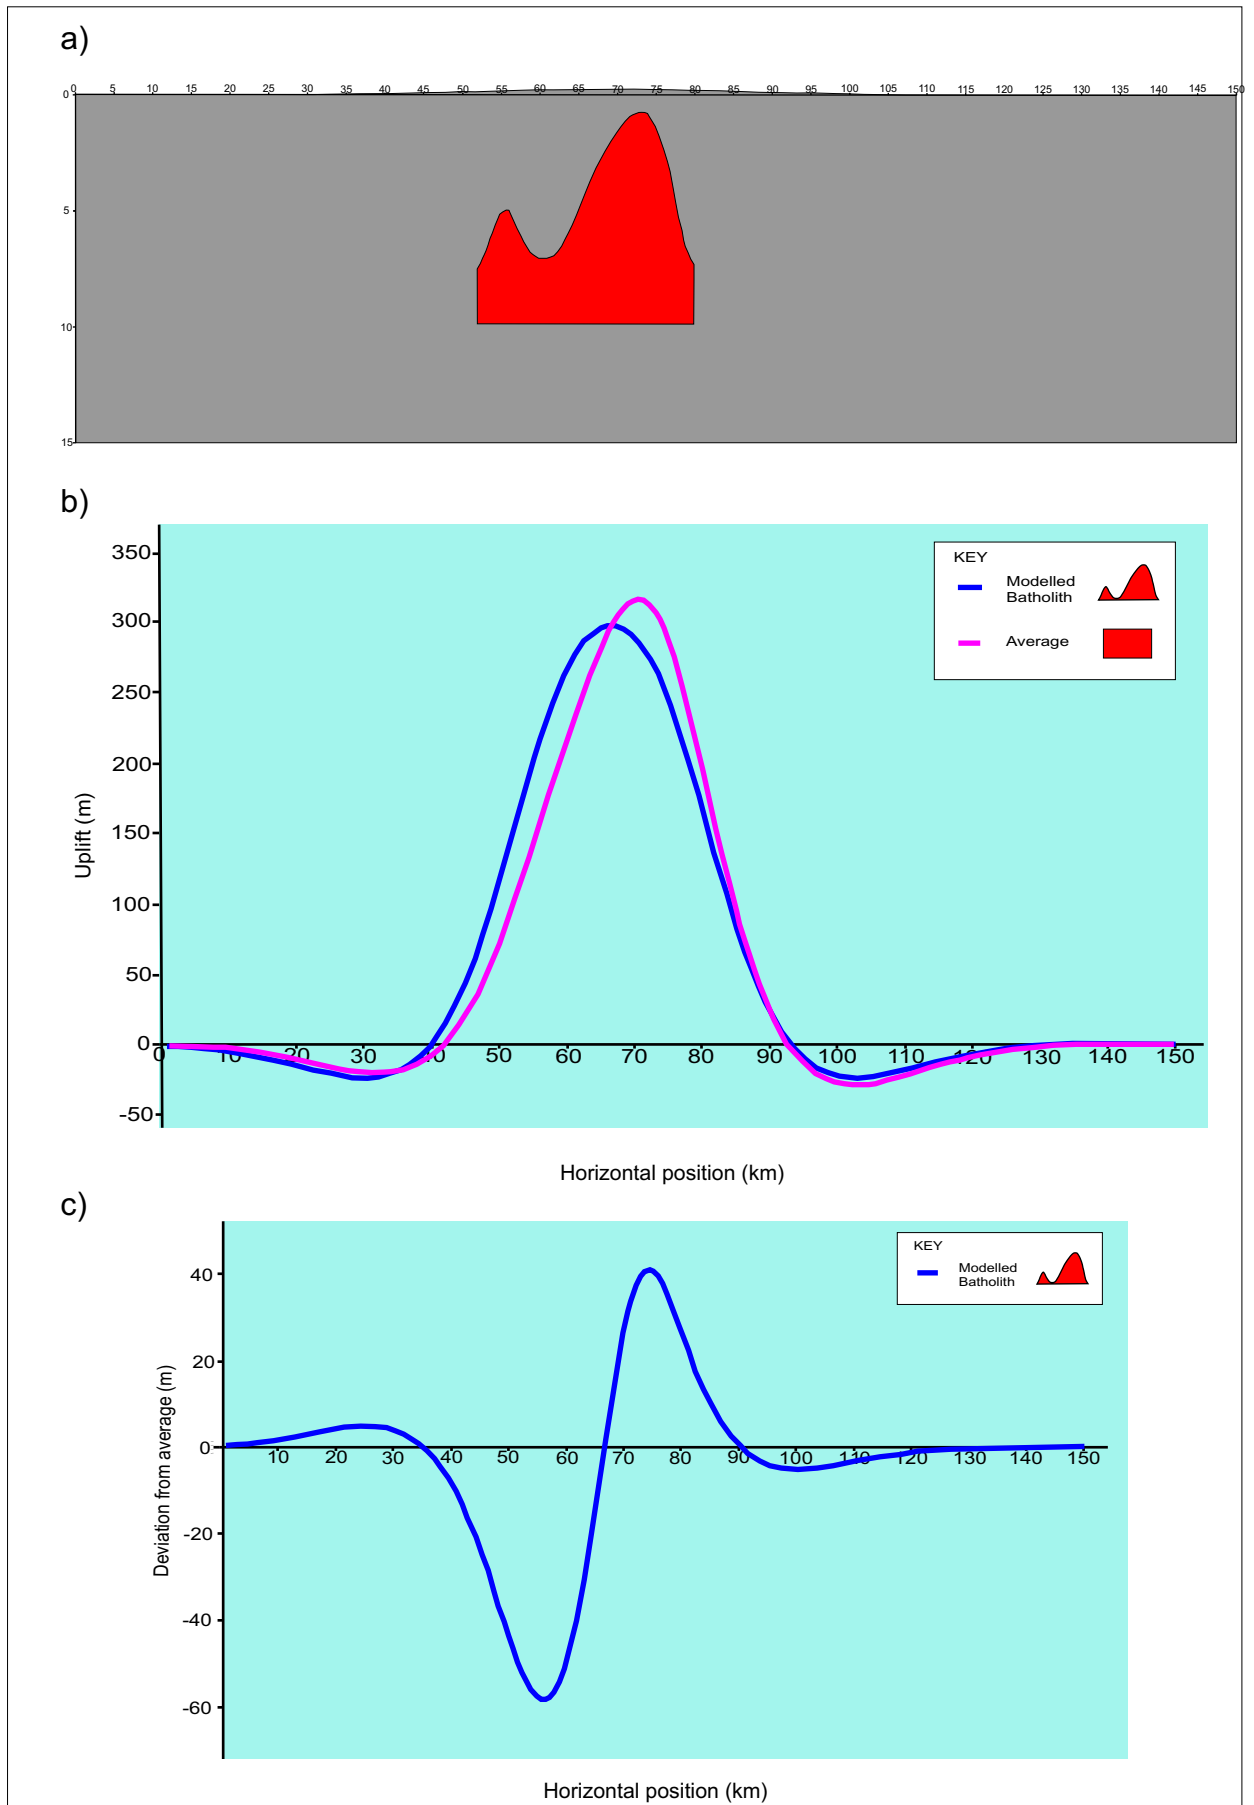 a)
0 5 10 15 20 25 30 35 40 45 50 55 60 65 70 75 80 85 90 95 100 105 110 115 120 125 130 135 140 145 150
0
5
10
15
b)
350
300
250
200
150
100
50
0
-50
0 10 20 30 40 50 60 70 80 90 100 110 120 130 140 150
Uplift (m)
Horizontal position (km)
KEY
Modelled
Batholith
Average
c)
40
20
0
-20
-40
-60
10 20 30 40 50 60 70 80 90 100 110 120 130 140 150
Deviation from average (m)
Horizontal position (km)
KEY
Modelled
Batholith